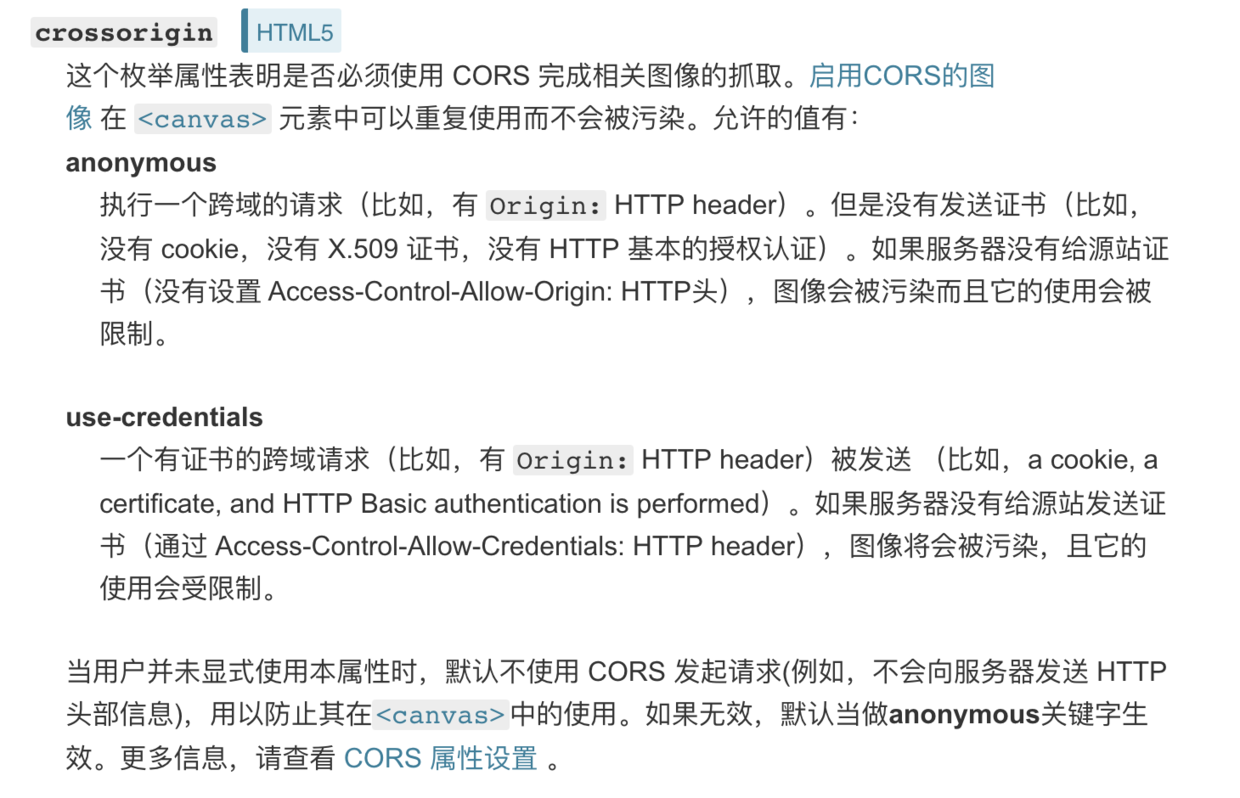 crossorigin HTML5
这个枚举属性表明是否必须使用 CORS 完成相关图像的抓取。启用CORS的图
像 在 <canvas> 元素中可以重复使用而不会被污染。允许的值有：
anonymous
执行一个跨域的请求（比如，有 Origin: HTTP header）。但是没有发送证书（比如，
没有 cookie，没有 X.509 证书，没有 HTTP 基本的授权认证）。如果服务器没有给源站证
书（没有设置 Access-Control-Allow-Origin: HTTP头），图像会被污染而且它的使用会被
限制。
use-credentials
一个有证书的跨域请求（比如，有 Origin: HTTP header）被发送 （比如，a cookie, a
certificate, and HTTP Basic authentication is performed）。如果服务器没有给源站发送证
书（通过 Access-Control-Allow-Credentials: HTTP header），图像将会被污染，且它的
使用会受限制。
当用户并未显式使用本属性时，默认不使用 CORS 发起请求(例如，不会向服务器发送 HTTP
头部信息)，用以防止其在<canvas>中的使用。如果无效，默认当做anonymous关键字生
效。更多信息，请查看 CORS 属性设置 。